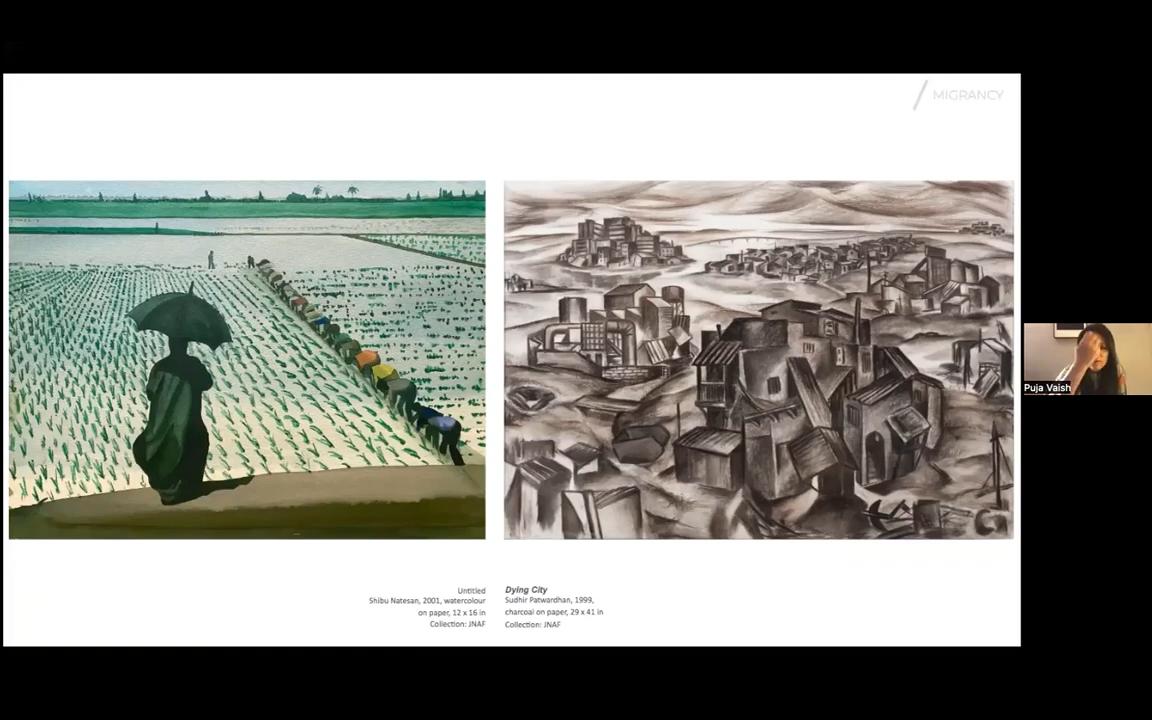 MIGRANCY
Untitled
Shibu Natesan, 2001, watercolour
on paper, 12 x 16 in
Collection: JNAF
Dying City
Sudhir Patwardhan, 1999,
charcoal on paper, 29 x 41 in
Collection: JNAF
Puja Vaish